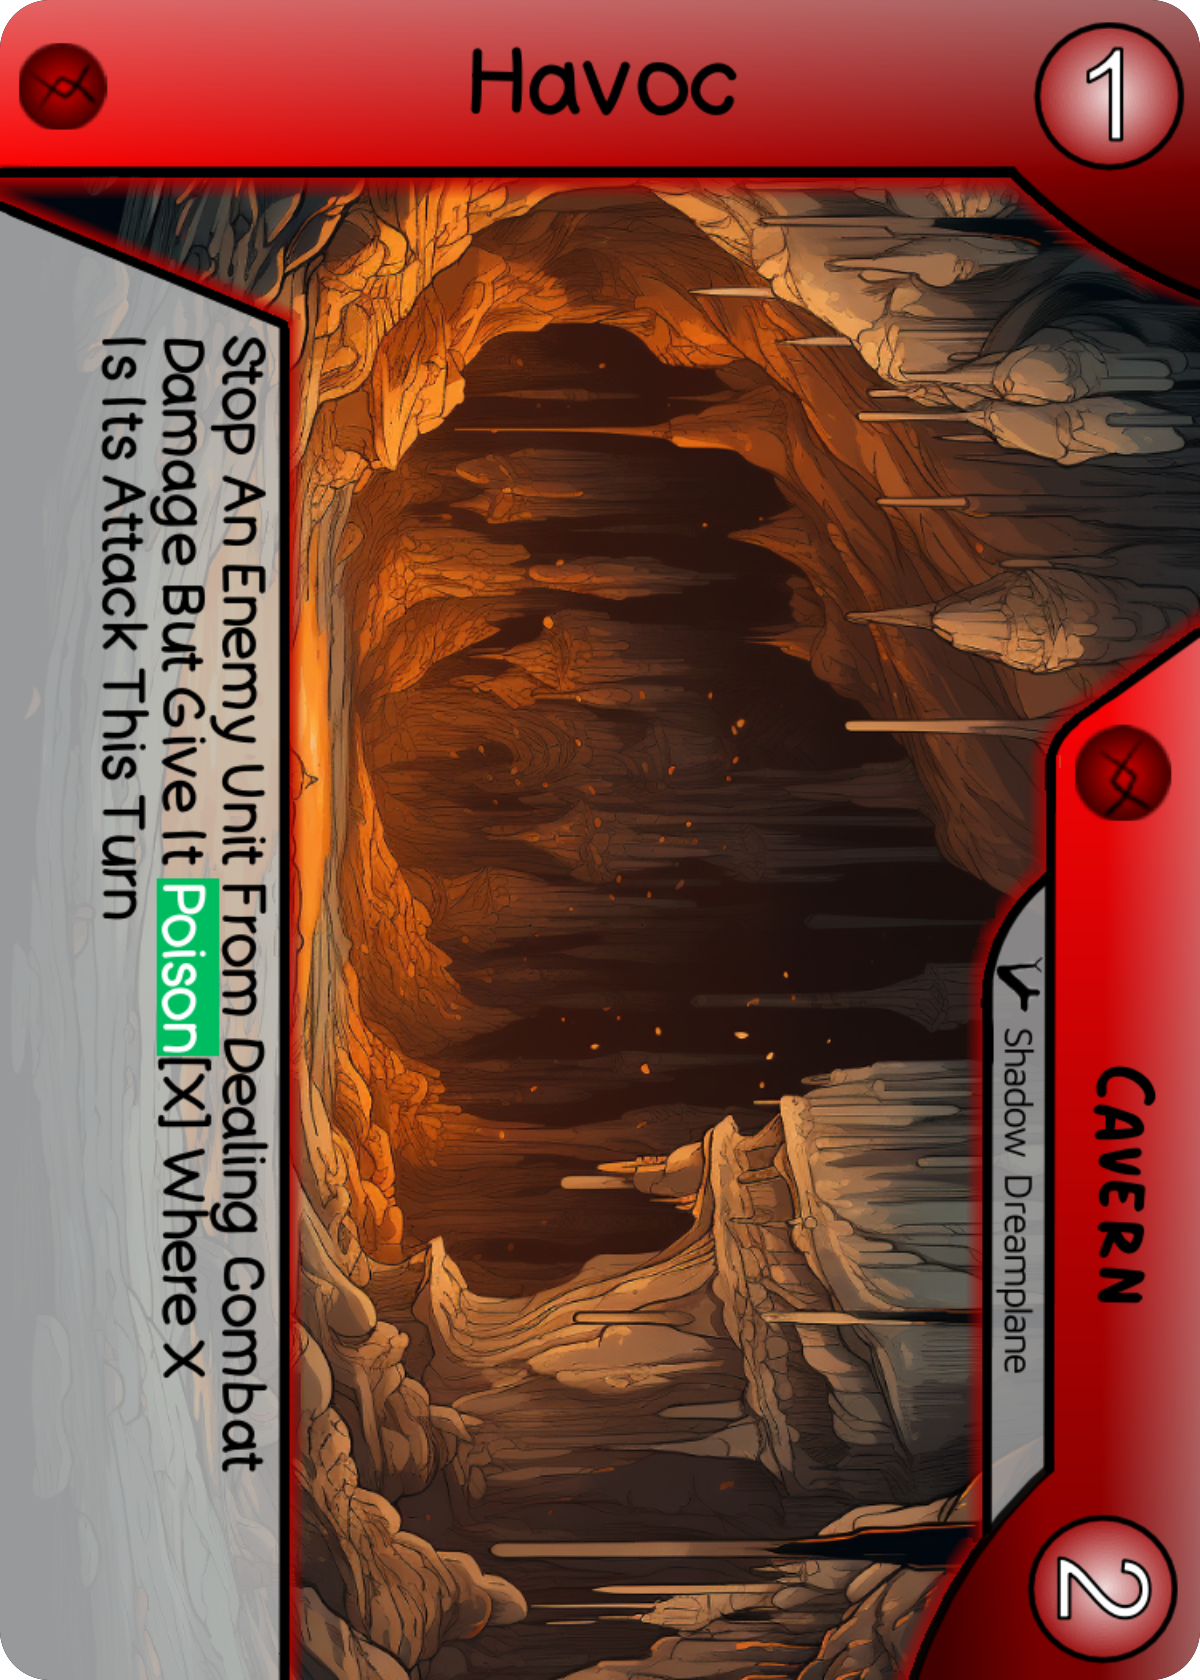 Havoc
1
CAVERN
2
Shadow Dreamplane
Stop An Enemy Unit From Dealing Combat
Damage But Give It Poison[X] Where X
Is Its Attack This Turn